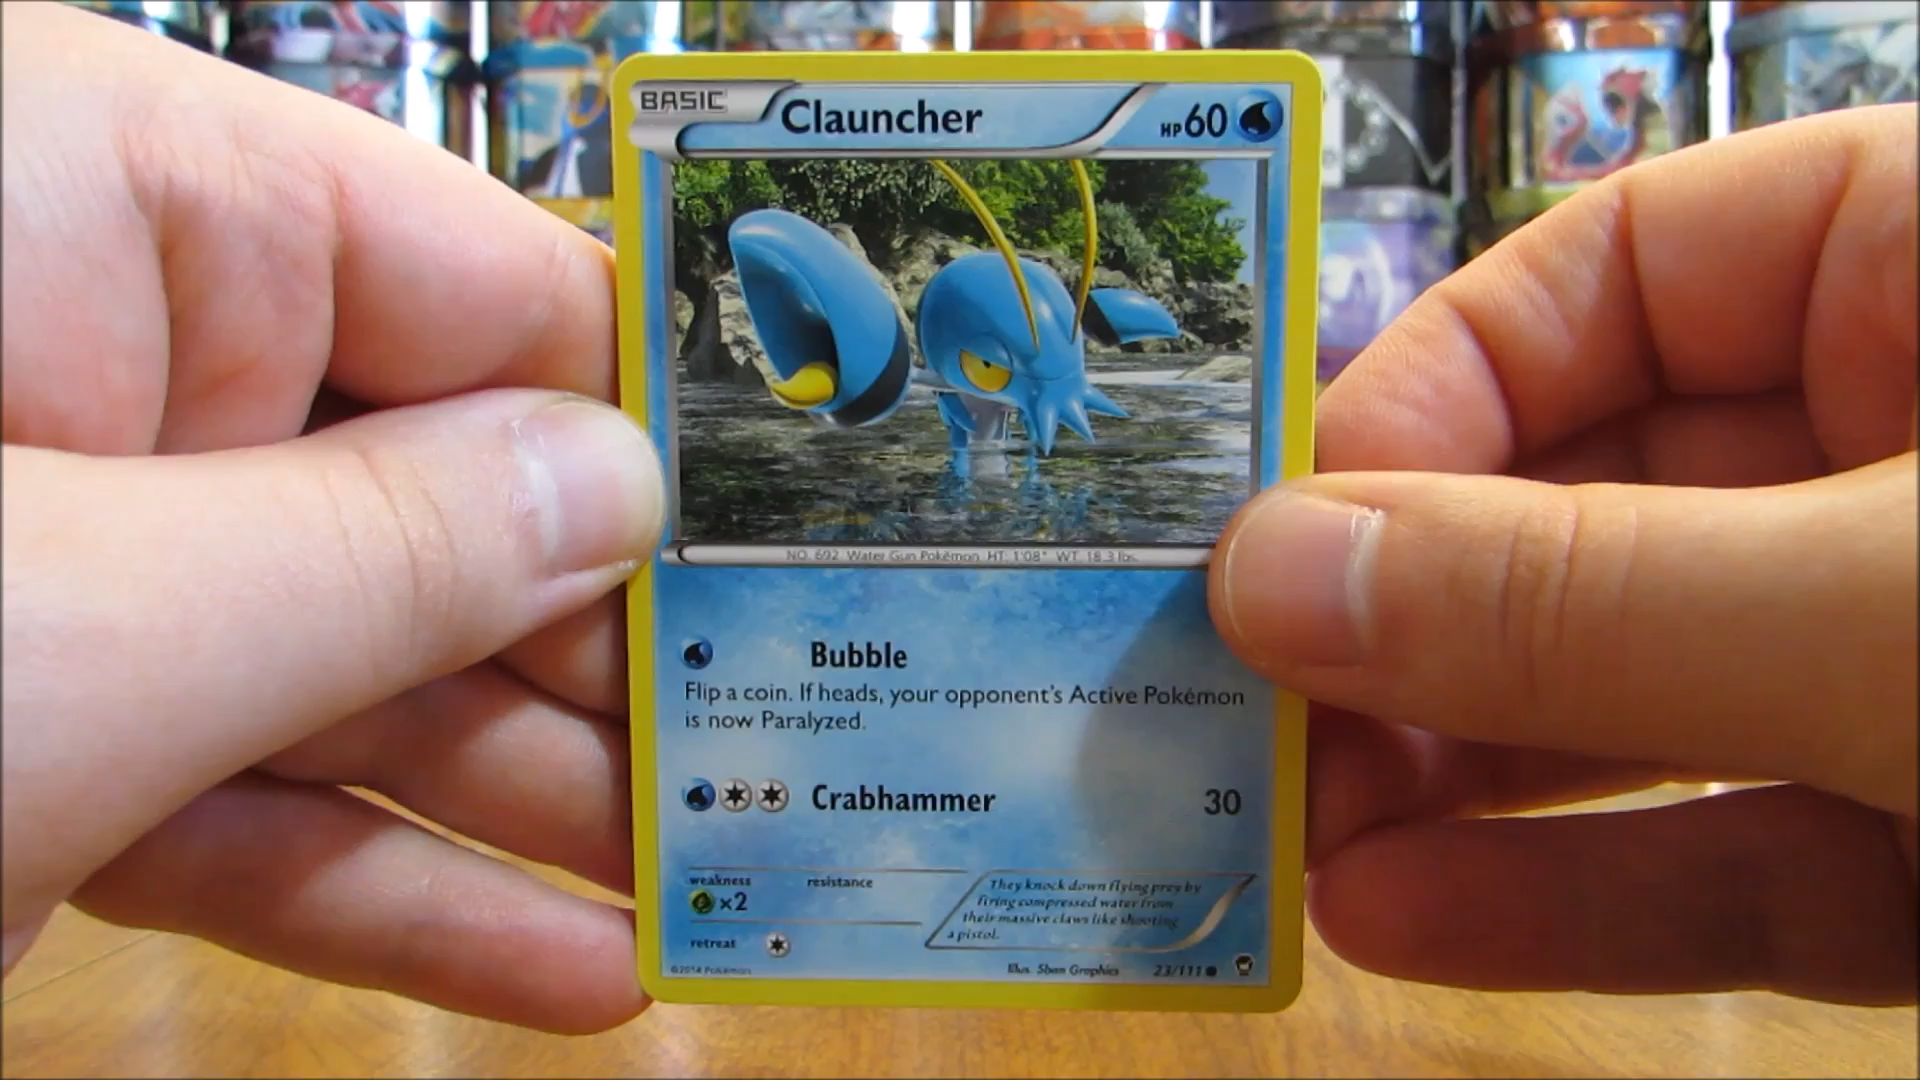 BASIC
Clauncher
HP 60
NO. 692 Water Gun Pokémon HT: 1'08" WT: 18.3 lbs.
Bubble
Flip a coin. If heads, your opponent's Active Pokémon
is now Paralyzed.
Crabhammer 30
weakness resistance
×2
They knock down flying prey by
firing compressed water from
their massive claws like shooting
a pistol.
retreat
©2014 Pokémon
Illus. 5ban Graphics 23/111